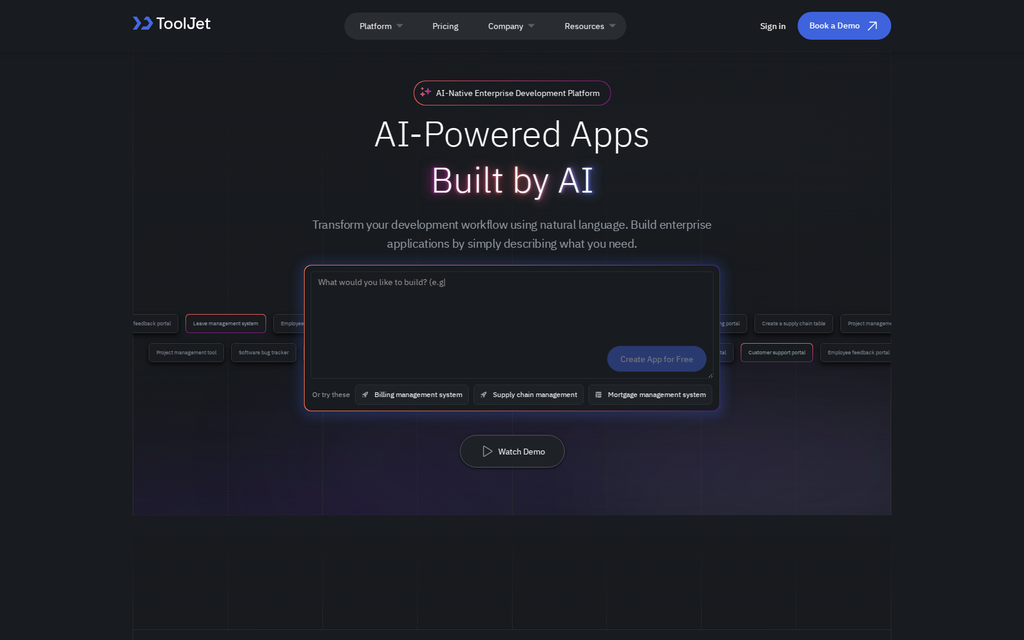 ToolJet
Platform
Pricing
Company
Resources
Sign in
Book a Demo
AI-Native Enterprise Development Platform
AI-Powered Apps
Built by AI
Transform your development workflow using natural language. Build enterprise
applications by simply describing what you need.
What would you like to build? (e.g|
feedback portal
Leave management system
Employee
g portal
Create a supply chain table
Project managem
Project management tool
Software bug tracker
Customer support portal
Employee feedback portal
Create App for Free
Or try these
Billing management system
Supply chain management
Mortgage management system
Watch Demo